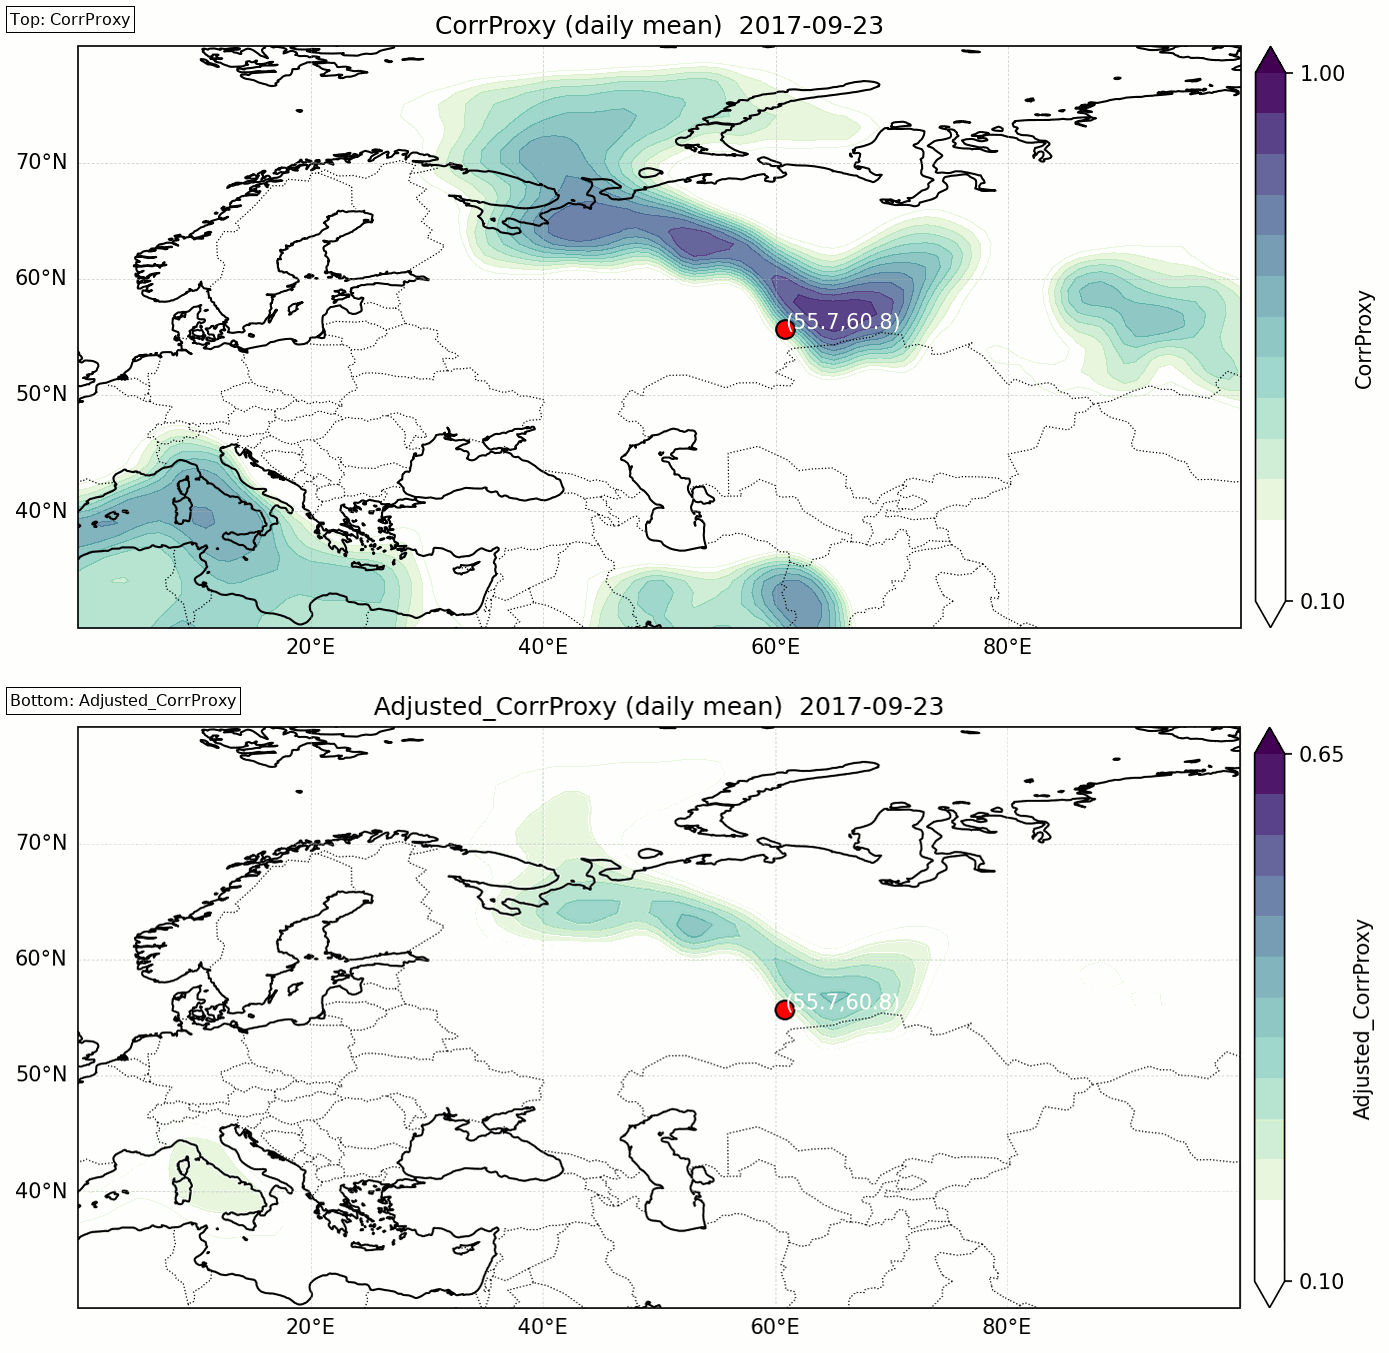 Top: CorrProxy
CorrProxy (daily mean)  2017-09-23
70°N
60°N
50°N
40°N
20°E
40°E
60°E
80°E
(55.7,60.8)
1.00
0.10
CorrProxy
Bottom: Adjusted_CorrProxy
Adjusted_CorrProxy (daily mean)  2017-09-23
70°N
60°N
50°N
40°N
20°E
40°E
60°E
80°E
(55.7,60.8)
0.65
0.10
Adjusted_CorrProxy